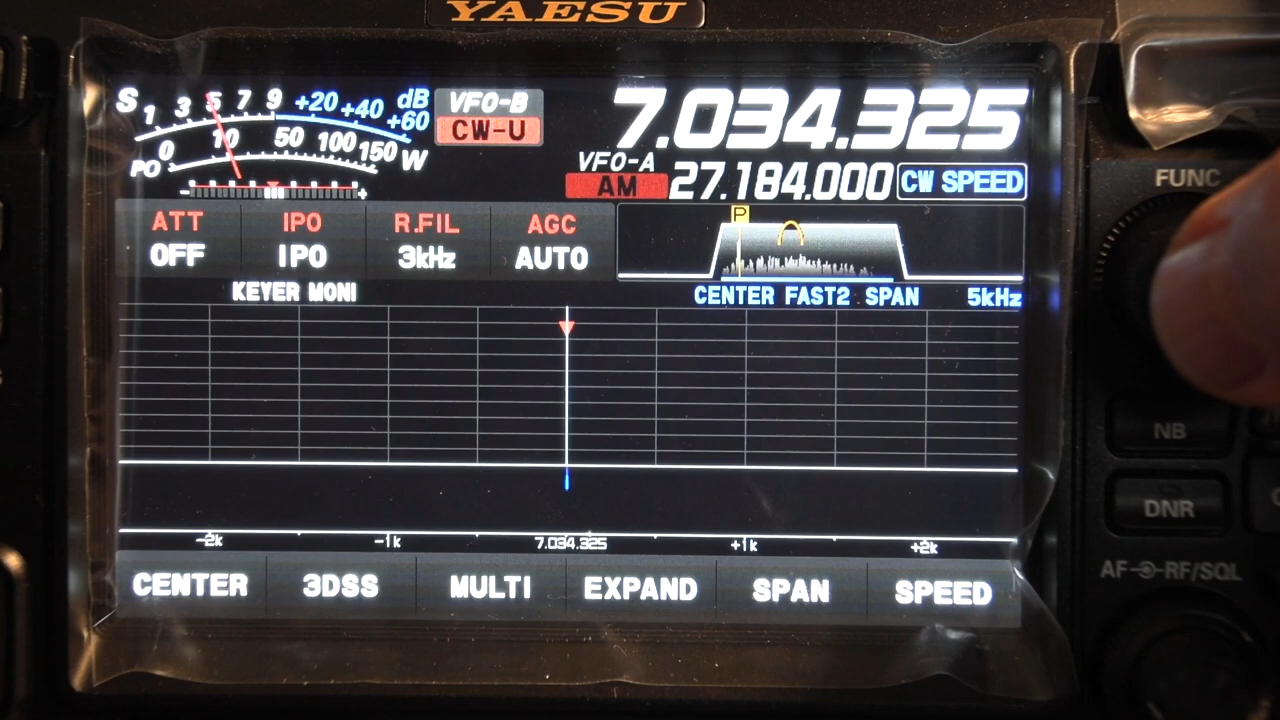 YAESU
S 1 3 5 7 9 +20 +40 +60 dB
VFO-B
CW-U
7.034.325
PO 0 10 50 100 150 W
VFO-A
AM 27.184.000 CW SPEED
- +
FUNC
ATT IPO R.FIL AGC
OFF IPO 3kHz AUTO
P
KEYER MONI
CENTER FAST2 SPAN 5kHz
NB
DNR
-2k -1k 7.034.325 +1k +2k
AF RF/SQL
CENTER 3DSS MULTI EXPAND SPAN SPEED